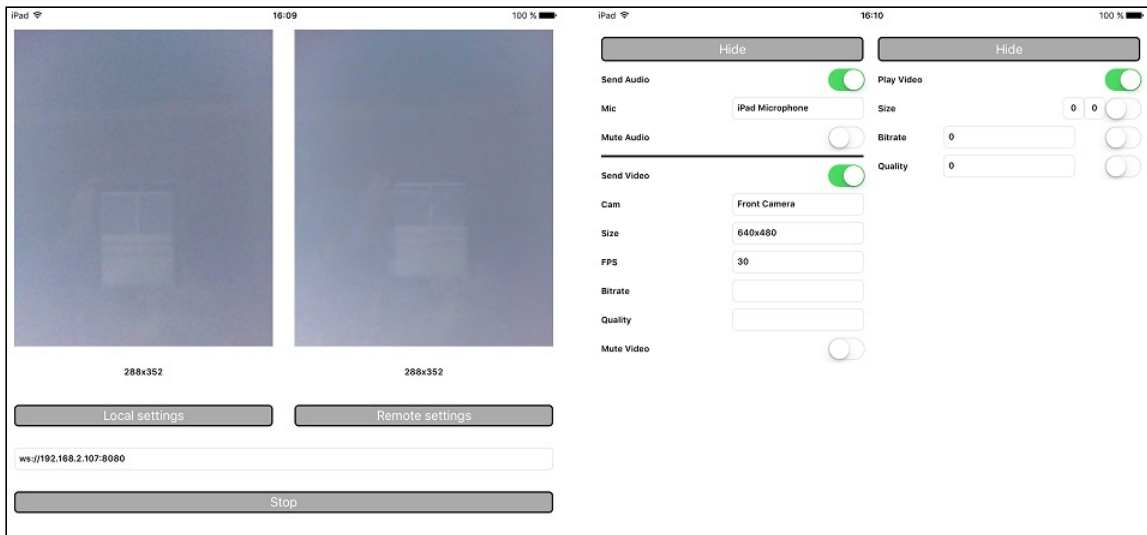 iPad 16:09 100 %
288x352 288x352
Local settings Remote settings
ws://192.168.2.107:8080
Stop
iPad 16:10 100 %
Hide Hide
Send Audio Play Video
Mic iPad Microphone Size 0 0
Mute Audio Bitrate 0
Quality 0
Send Video
Cam Front Camera
Size 640x480
FPS 30
Bitrate
Quality
Mute Video